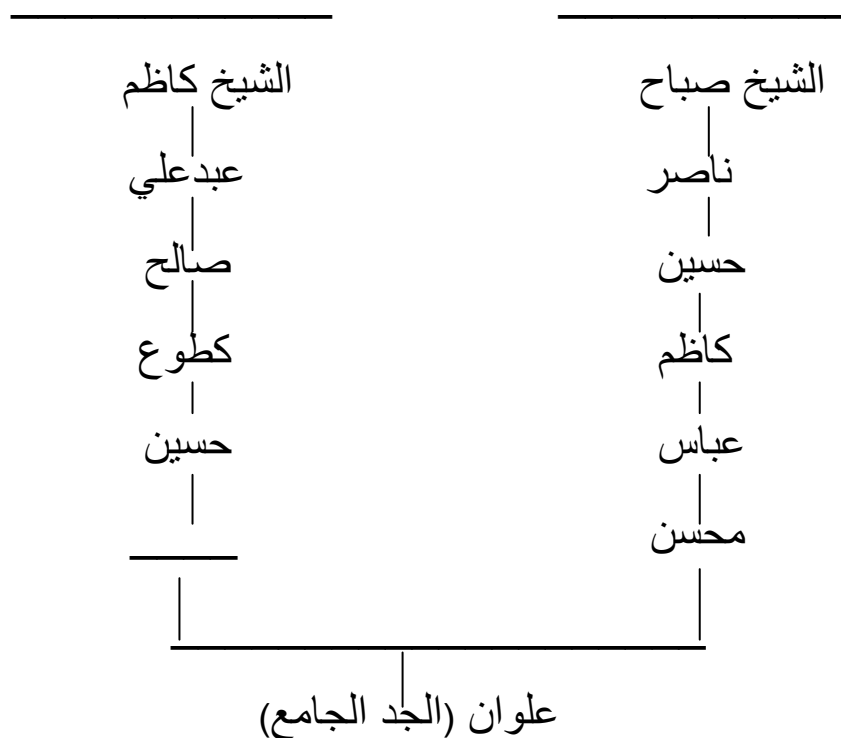 الشيخ صباح
ناصر
حسين
كاظم
عباس
محسن
الشيخ كاظم
عبدعلي
صالح
كطوع
حسين
علوان (الجد الجامع)